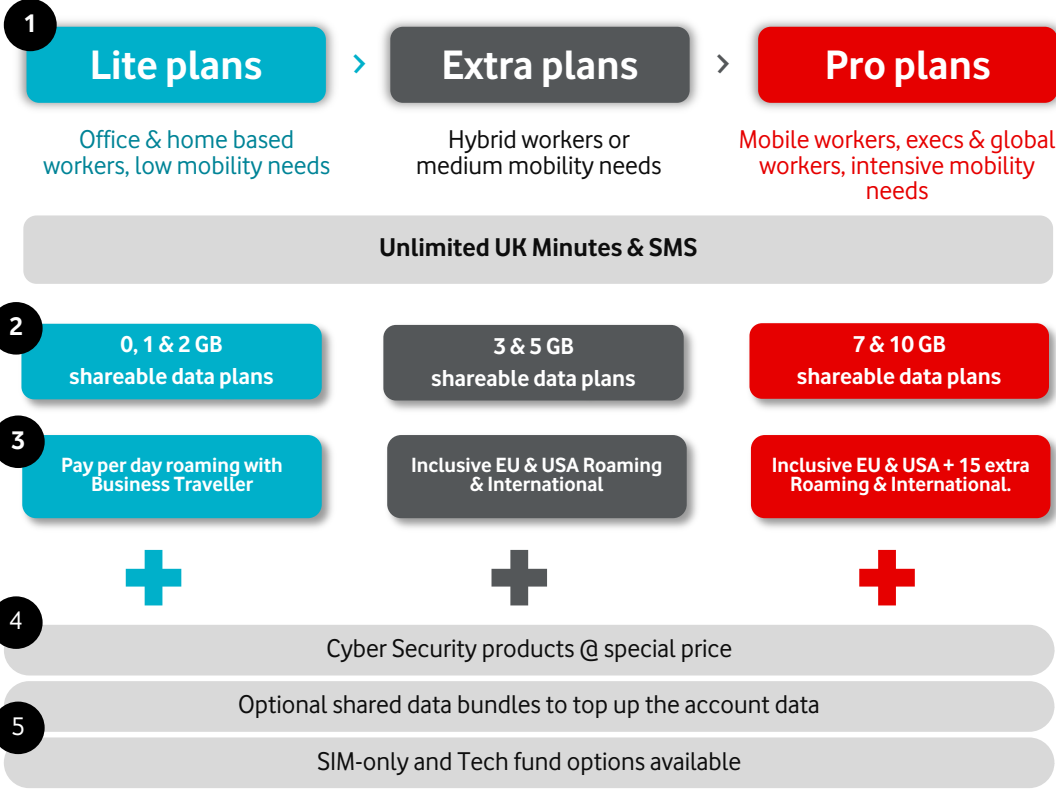 1
Lite plans
Extra plans
Pro plans
Office & home based
workers, low mobility needs
Hybrid workers or
medium mobility needs
Mobile workers, execs & global
workers, intensive mobility
needs
Unlimited UK Minutes & SMS
2
0, 1 & 2 GB
shareable data plans
3 & 5 GB
shareable data plans
7 & 10 GB
shareable data plans
3
Pay per day roaming with
Business Traveller
Inclusive EU & USA Roaming
& International
Inclusive EU & USA + 15 extra
Roaming & International.
4
Cyber Security products @ special price
Optional shared data bundles to top up the account data
5
SIM-only and Tech fund options available